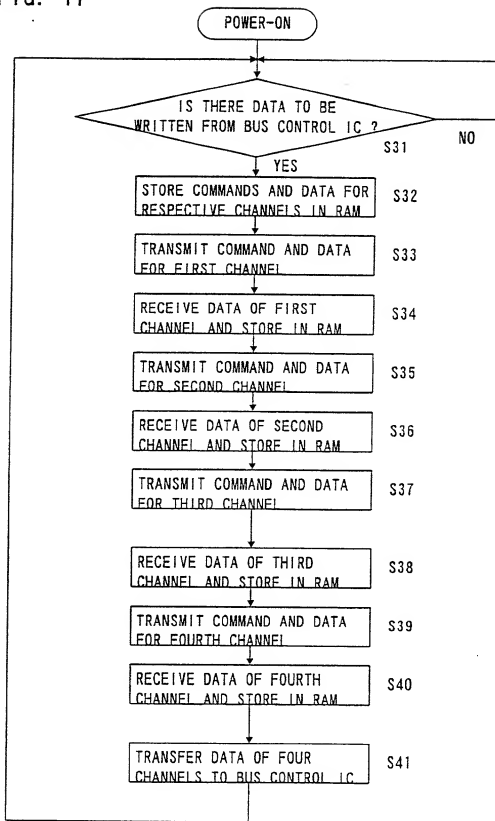 POWER-ON
IS THERE DATA TO BE
WRITTEN FROM BUS CONTROL IC ?
S31
NO
YES
STORE COMMANDS AND DATA FOR
RESPECTIVE CHANNELS IN RAM
S32
TRANSMIT COMMAND AND DATA
FOR FIRST CHANNEL
S33
RECEIVE DATA OF FIRST
CHANNEL AND STORE IN RAM
S34
TRANSMIT COMMAND AND DATA
FOR SECOND CHANNEL
S35
RECEIVE DATA OF SECOND
CHANNEL AND STORE IN RAM
S36
TRANSMIT COMMAND AND DATA
FOR THIRD CHANNEL
S37
RECEIVE DATA OF THIRD
CHANNEL AND STORE IN RAM
S38
TRANSMIT COMMAND AND DATA
FOR FOURTH CHANNEL
S39
RECEIVE DATA OF FOURTH
CHANNEL AND STORE IN RAM
S40
TRANSFER DATA OF FOUR
CHANNELS TO BUS CONTROL IC
S41